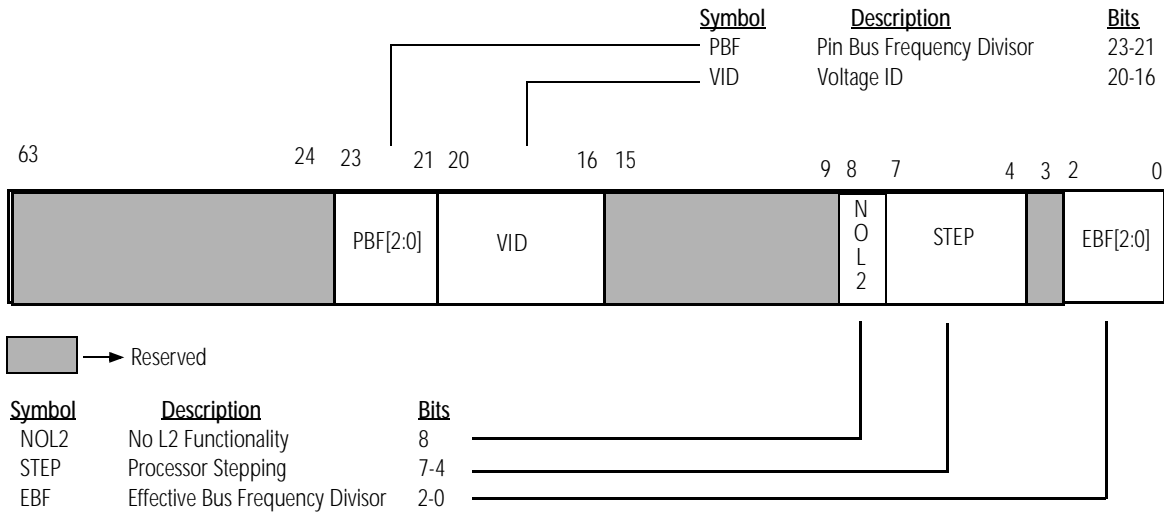 Symbol Description Bits
PBF Pin Bus Frequency Divisor 23-21
VID Voltage ID 20-16
63 24 23 21 20 16 15 9 8 7 4 3 2 0
PBF[2:0] VID N O L 2 STEP EBF[2:0]
Reserved
Symbol Description Bits
NOL2 No L2 Functionality 8
STEP Processor Stepping 7-4
EBF Effective Bus Frequency Divisor 2-0